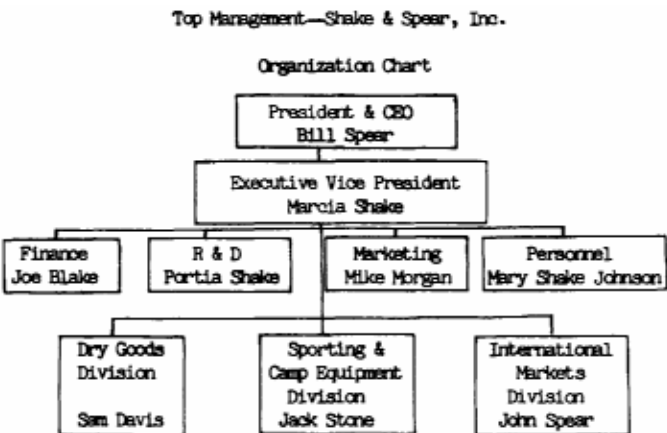 Top Management—Shake & Spear, Inc.
Organization Chart
President & CEO
Bill Spear
Executive Vice President
Marcia Shake
Finance
Joe Blake
R & D
Portia Shake
Marketing
Mike Morgan
Personnel
Mary Shake Johnson
Dry Goods
Division
Sam Davis
Sporting &
Camp Equipment
Division
Jack Stone
International
Markets
Division
John Spear